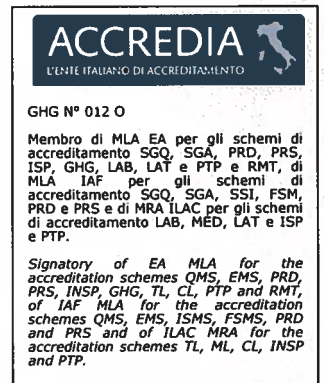 ACCREDIA
L'ENTE ITALIANO DI ACCREDITAMENTO
GHG N° 012 O
Membro di MLA EA per gli schemi di
accreditamento SGQ, SGA, PRD, PRS,
ISP, GHG, LAB, LAT e PTP e RMT, di
MLA IAF per gli schemi di
accreditamento SGQ, SGA, SSI, FSM,
PRD e PRS e di MRA ILAC per gli schemi
di accreditamento LAB, MED, LAT e ISP
e PTP.
Signatory of EA MLA for the
accreditation schemes QMS, EMS, PRD,
PRS, INSP, GHG, TL, CL, PTP and RMT,
of IAF MLA for the accreditation
schemes QMS, EMS, ISMS, FSMS, PRD
and PRS and of ILAC MRA for the
accreditation schemes TL, ML, CL, INSP
and PTP.